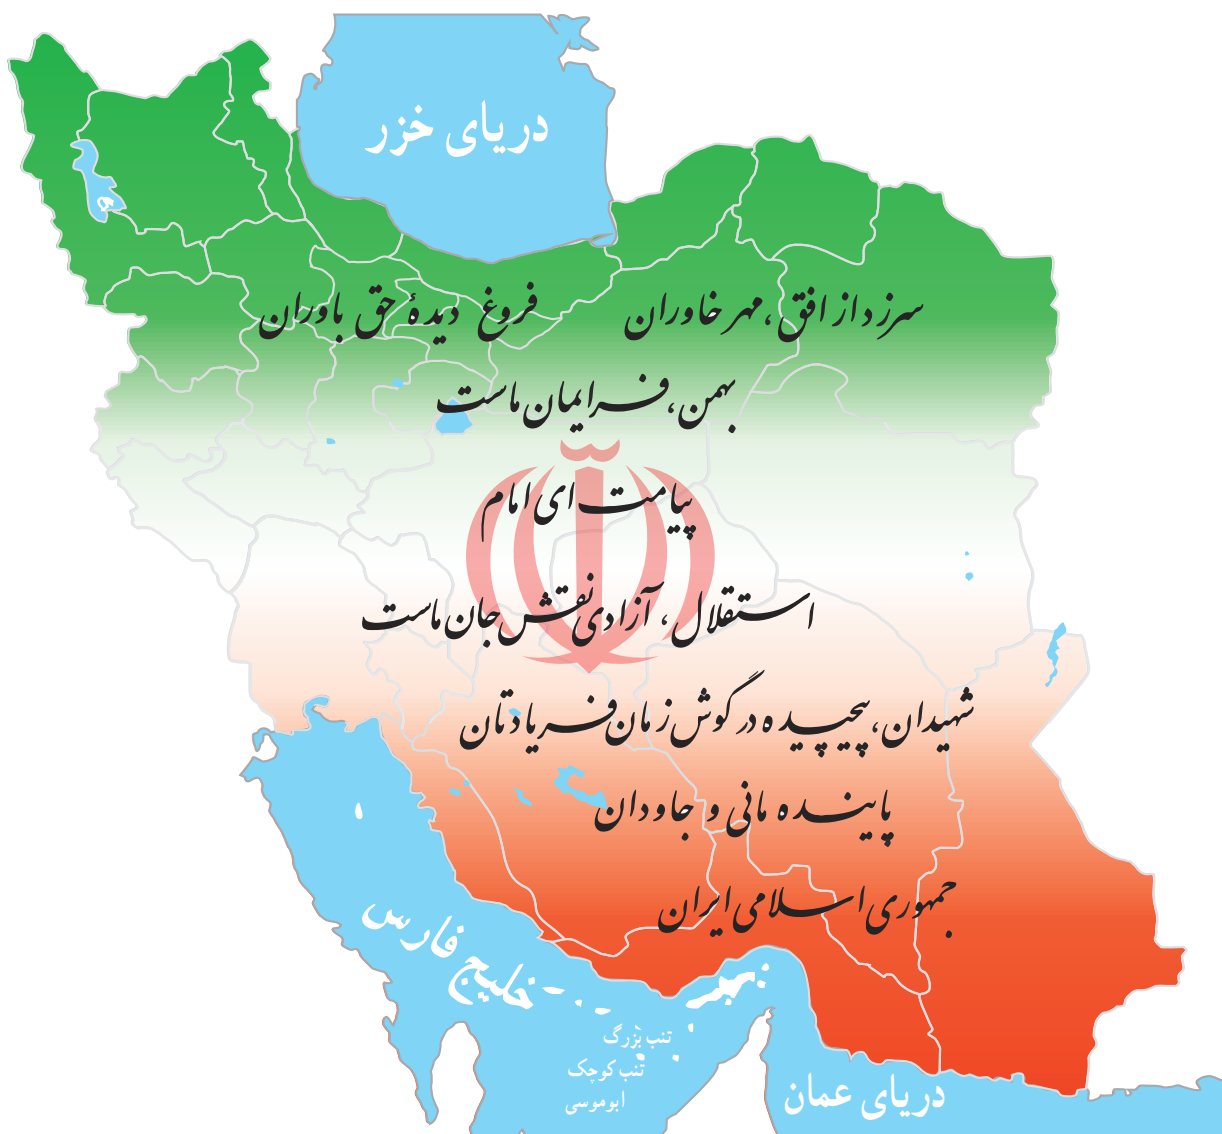 دریای خزر
سرزد از افق، مهر خاوران فروغ دیدهٔ حق باوران
بهمن، فر ایمان ماست
پیامت ای امام
استقلال، آزادی نقش جان ماست
شهیدان، پیچیده در گوش زمان فریادتان
پاینده مانی و جاودان
جمهوری اسلامی ایران
خلیج فارس
تنب بزرگ
تنب کوچک
ابوموسی
دریای عمان